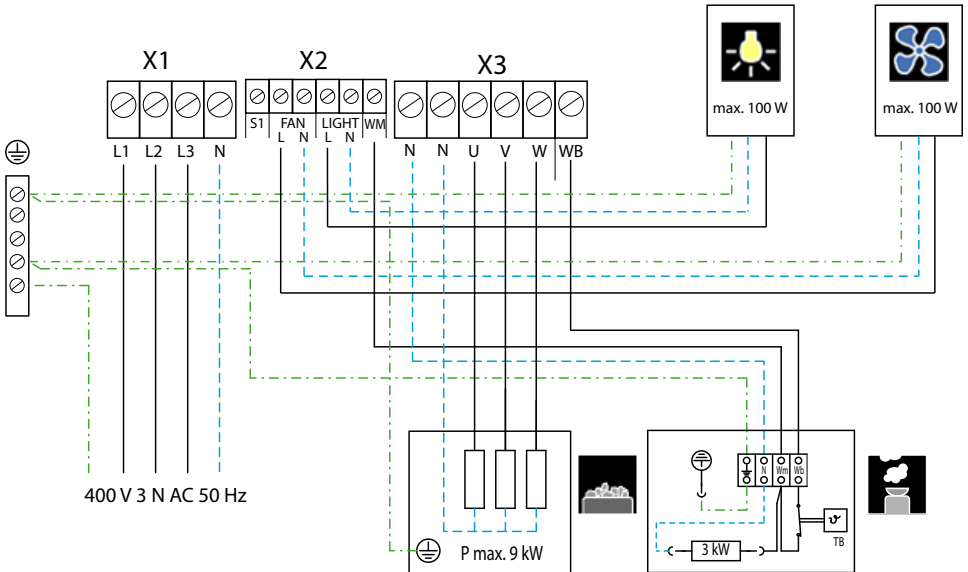 X1 X2 X3
max. 100 W max. 100 W
S1 FAN LIGHT WM
L N L N
L1 L2 L3 N
N N U V W WB
400 V 3 N AC 50 Hz
P max. 9 kW
N Wm Wb
ϑ
TB
3 kW